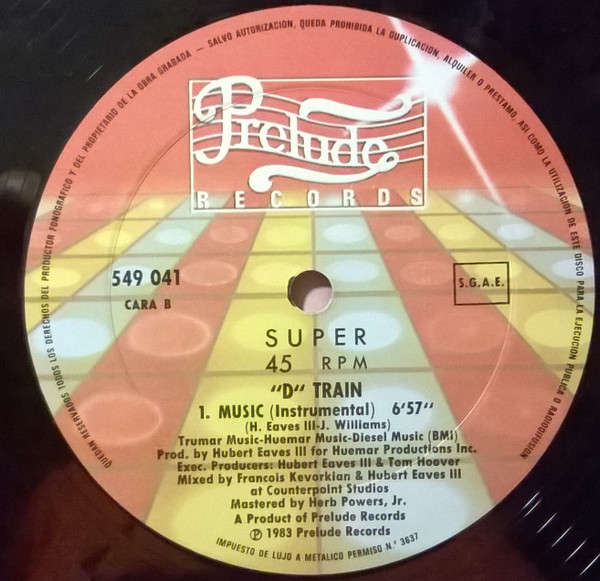 QUEDAN RESERVADOS TODOS LOS DERECHOS DEL PRODUCTOR FONOGRAFICO Y DEL PROPIETARIO DE LA OBRA GRABADA — SALVO AUTORIZACION, QUEDA PROHIBIDA LA DUPLICACION, ALQUILER O PRESTAMO, ASI COMO LA UTILIZACION DE ESTE DISCO PARA LA EJECUCION PUBLICA O RADIODIFUSION
Prelude
RECORDS
549 041
CARA B
S.G.A.E.
SUPER
45 RPM
"D" TRAIN
1. MUSIC (Instrumental) 6'57"
(H. Eaves III-J. Williams)
Trumar Music-Huemar Music-Diesel Music (BMI)
Prod. by Hubert Eaves III for Huemar Productions Inc.
Exec. Producers: Hubert Eaves III & Tom Hoover
Mixed by Francois Kevorkian & Hubert Eaves III
at Counterpoint Studios
Mastered by Herb Powers, Jr.
A Product of Prelude Records
℗ 1983 Prelude Records
IMPUESTO DE LUJO A METALICO PERMISO N.° 3637